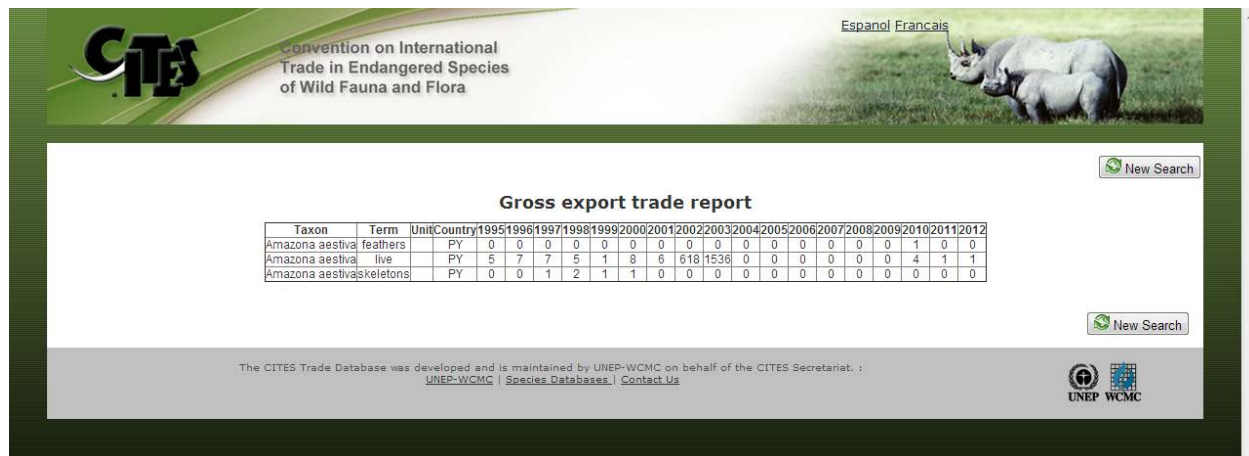 CITES
Convention on International
Trade in Endangered Species
of Wild Fauna and Flora
Espanol Francais
New Search
Gross export trade report
Taxon Term Unit Country 1995 1996 1997 1998 1999 2000 2001 2002 2003 2004 2005 2006 2007 2008 2009 2010 2011 2012
Amazona aestiva feathers PY 0 0 0 0 0 0 0 0 0 0 0 0 0 0 0 1 0 0
Amazona aestiva live PY 5 7 7 5 1 8 6 618 1536 0 0 0 0 0 0 4 1 1
Amazona aestiva skeletons PY 0 0 1 2 1 1 0 0 0 0 0 0 0 0 0 0 0 0
New Search
The CITES Trade Database was developed and is maintained by UNEP-WCMC on behalf of the CITES Secretariat. :
UNEP-WCMC | Species Databases | Contact Us
UNEP WCMC